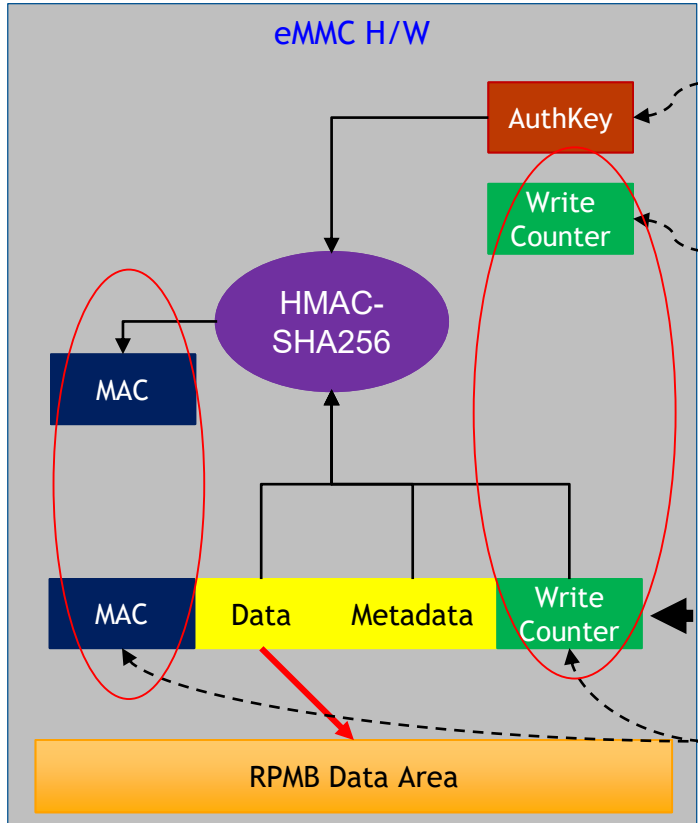 eMMC H/W
AuthKey
Write
Counter
HMAC-
SHA256
MAC
MAC
Data
Metadata
Write
Counter
RPMB Data Area